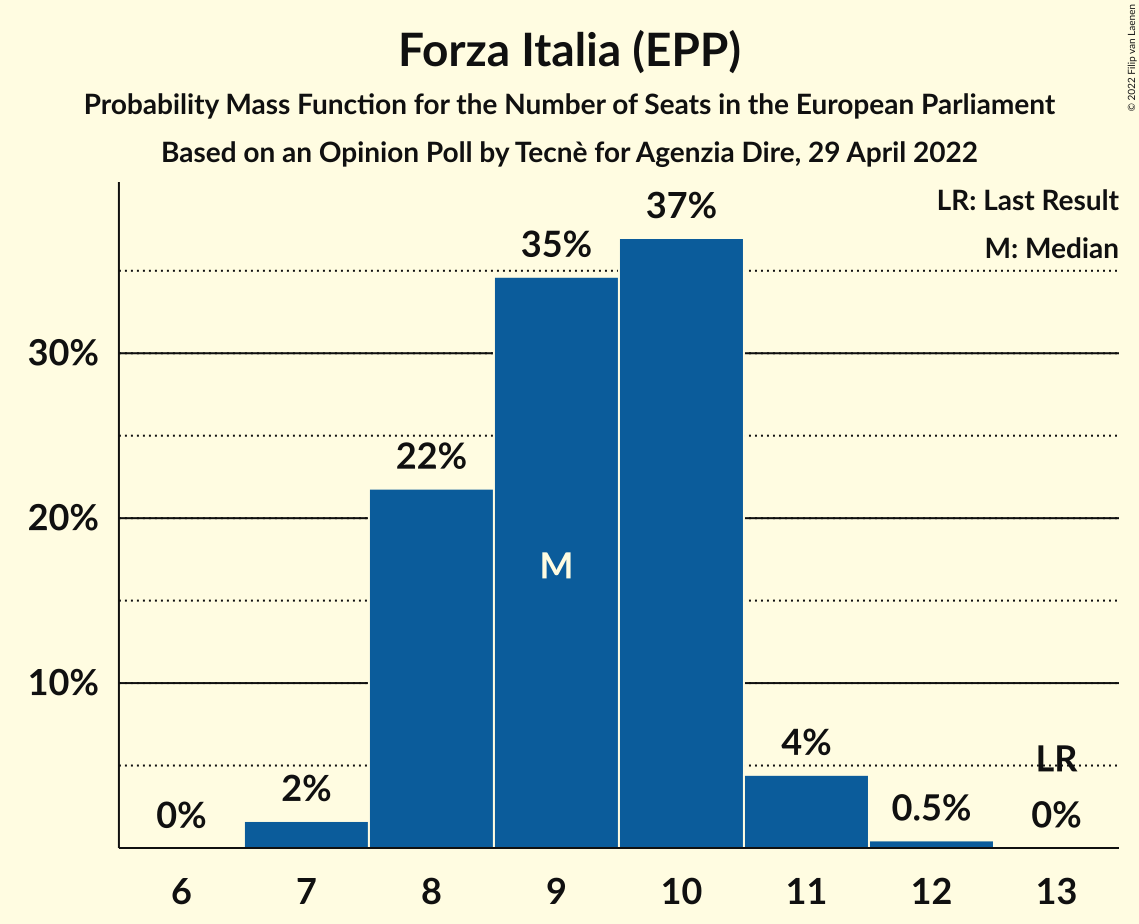 Forza Italia (EPP)
Probability Mass Function for the Number of Seats in the European Parliament
Based on an Opinion Poll by Tecnè for Agenzia Dire, 29 April 2022
© 2022 Filip van Laenen
LR: Last Result
M: Median
37%
35%
30%
22%
20%
M
10%
4%
LR
2%
0.5%
0%
0%
6 7 8 9 10 11 12 13